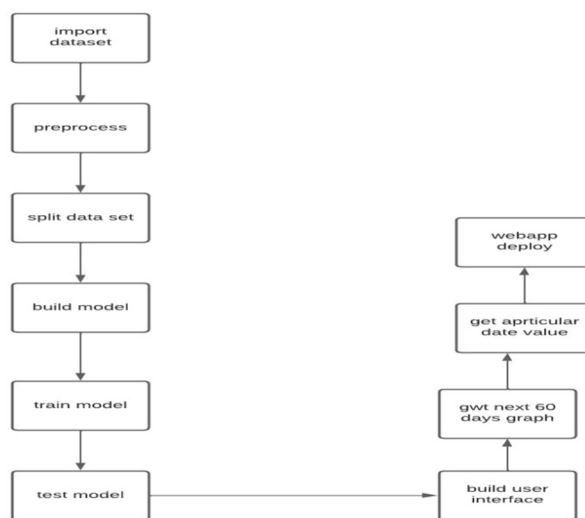 import
dataset
preprocess
split data set
build model
train model
test model
build user
interface
gwt next 60
days graph
get aprticular
date value
webapp
deploy